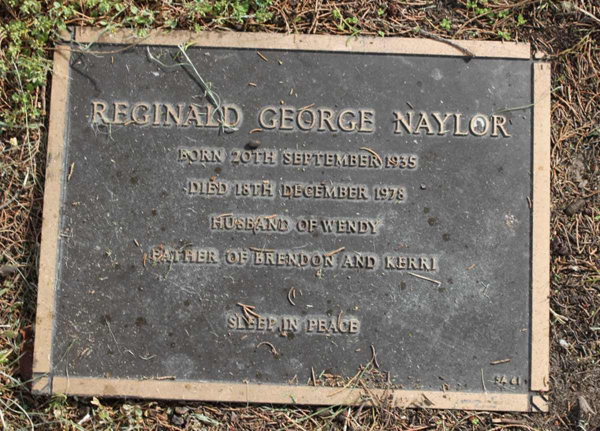 REGINALD GEORGE NAYLOR
BORN 20TH SEPTEMBER 1935
DIED 18TH DECEMBER 1978
HUSBAND OF WENDY
FATHER OF BRENDON AND KERRI
SLEEP IN PEACE